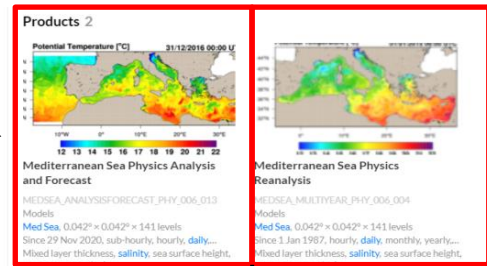 Products 2
Potential Temperature [°C] 31/12/2016 00:00 U
10°W 0° 10°E 20°E 30°E
12 13 14 15 16 17 18 19 20 21 22
Mediterranean Sea Physics Analysis
and Forecast
MEDSEA_ANALYSISFORECAST_PHY_006_013
Models
Med Sea, 0.042° × 0.042° × 141 levels
Since 29 Nov 2020, sub-hourly, hourly, daily,...
Mixed layer thickness, salinity, sea surface height,
Mediterranean Sea Physics
Reanalysis
MEDSEA_MULTIYEAR_PHY_006_004
Models
Med Sea, 0.042° × 0.042° × 141 levels
Since 1 Jan 1987, hourly, daily, monthly, yearly,...
Mixed layer thickness, salinity, sea surface height,